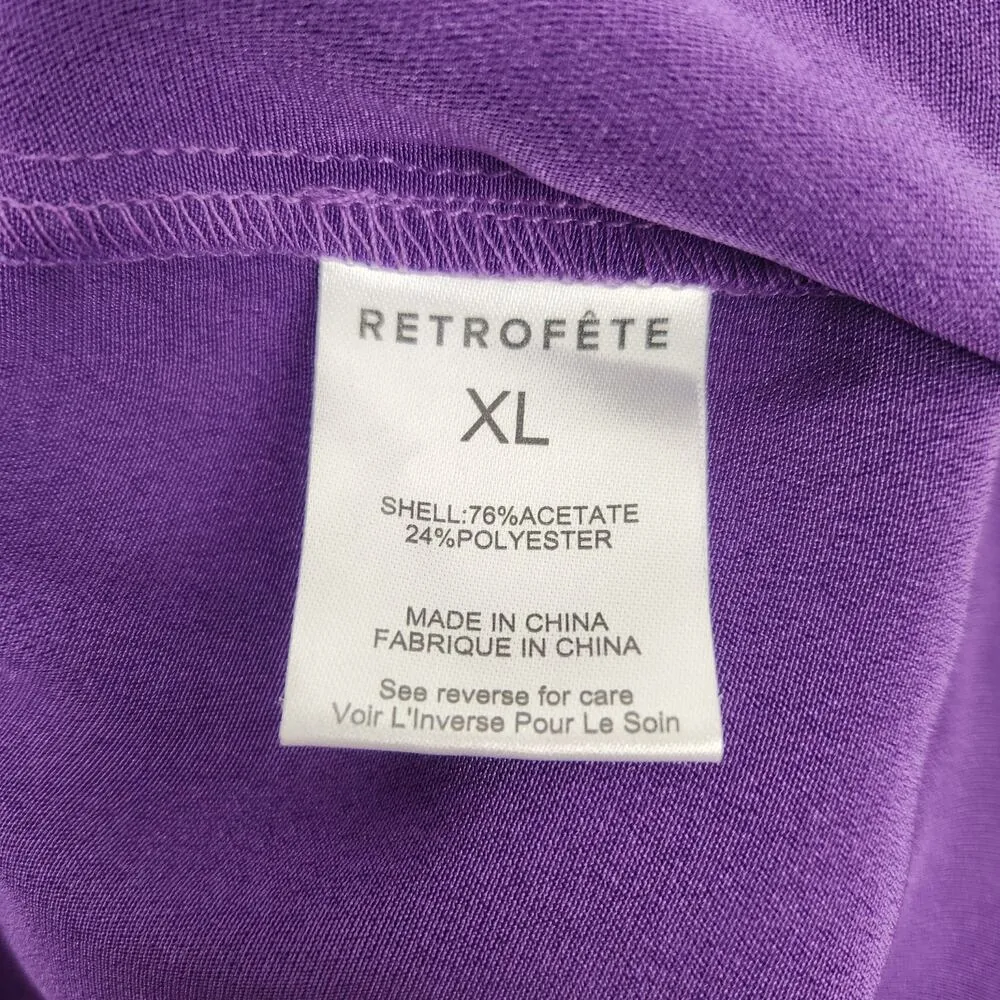 RETROFÊTE
XL
SHELL:76%ACETATE
24%POLYESTER
MADE IN CHINA
FABRIQUE IN CHINA
See reverse for care
Voir L'Inverse Pour Le Soin